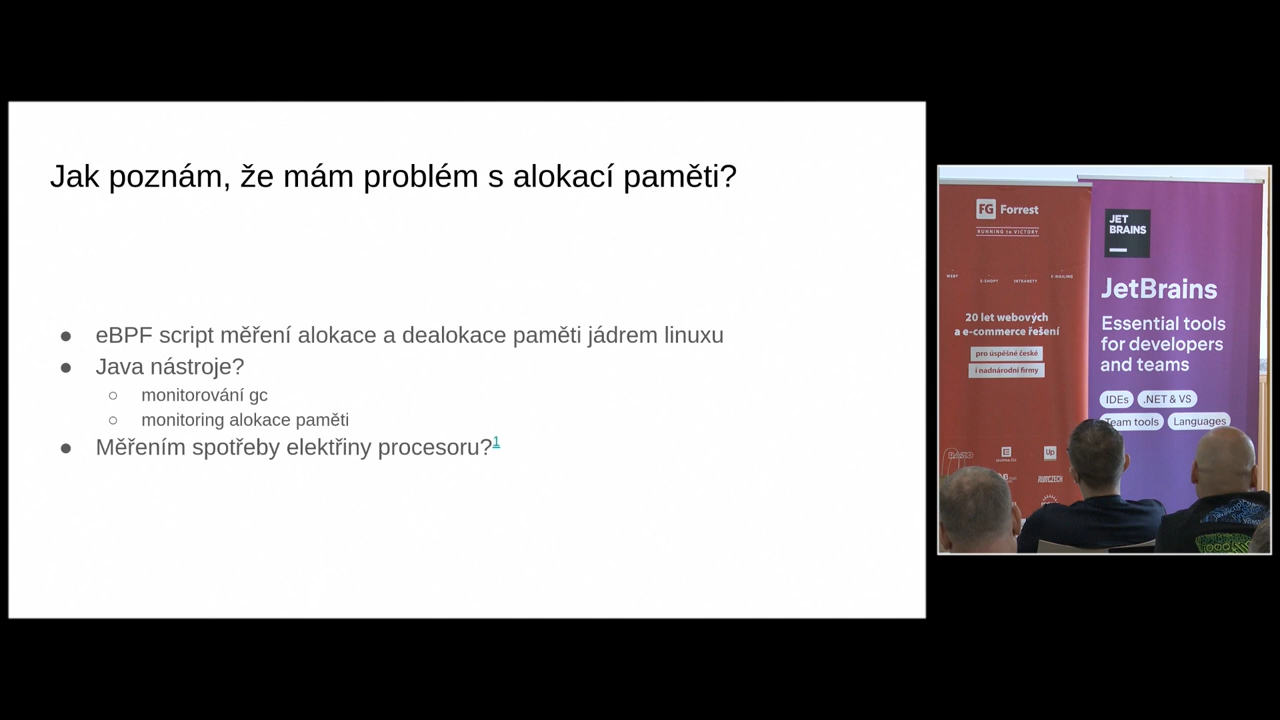 Jak poznám, že mám problém s alokací paměti?
● eBPF script měření alokace a dealokace paměti jádrem linuxu
● Java nástroje?
○ monitorování gc
○ monitoring alokace paměti
● Měřením spotřeby elektřiny procesoru?1
FG Forrest
RUNNING to VICTORY
WEBY
E-SHOPY
INTRANETY
E-MAILING
20 let webových
a e-commerce řešení
pro úspěšné české
i nadnárodní firmy
Up
JET
BRAINS
JetBrains
Essential tools
for developers
and teams
IDEs .NET & VS
Team tools Languages